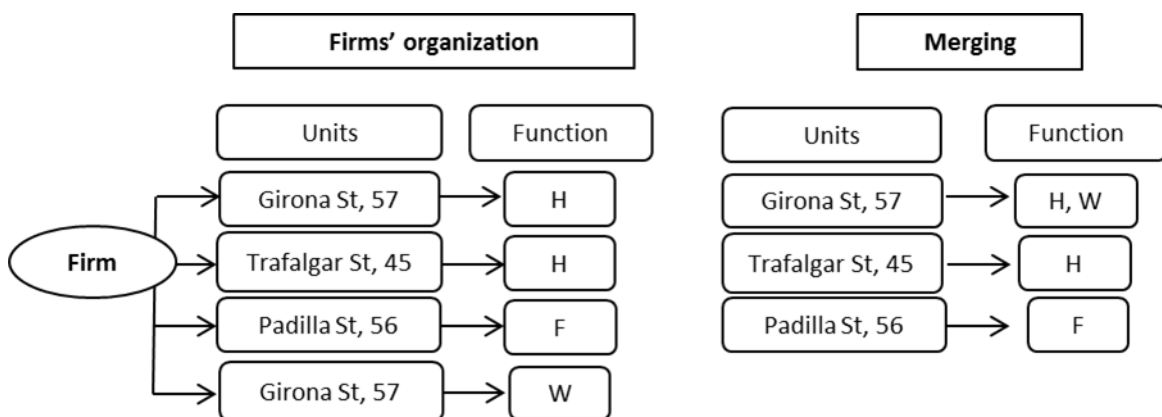 Firms' organization
Merging
Units
Function
Units
Function
Girona St, 57
H
Girona St, 57
H, W
Firm
Trafalgar St, 45
H
Trafalgar St, 45
H
Padilla St, 56
F
Padilla St, 56
F
Girona St, 57
W